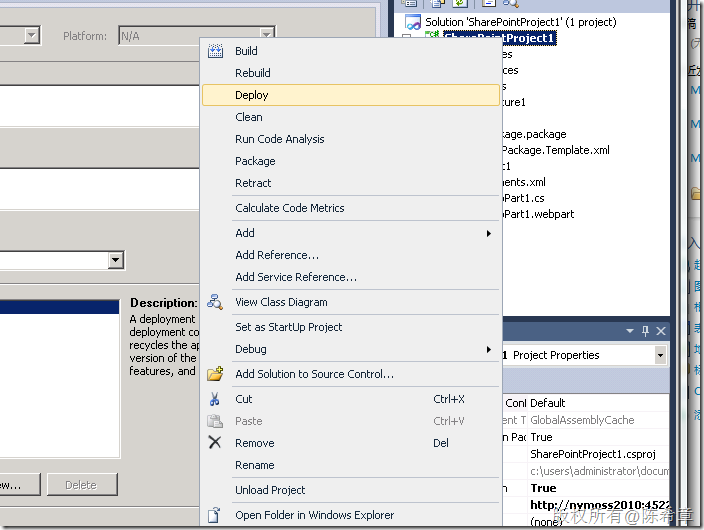 Platform:
N/A
Solution 'SharePointProject1' (1 project)
SharePointProject1
Build
Rebuild
Deploy
Clean
Run Code Analysis
Package
Retract
Calculate Code Metrics
Add
Add Reference...
Add Service Reference...
View Class Diagram
Set as StartUp Project
Debug
Add Solution to Source Control...
Cut Ctrl+X
Paste Ctrl+V
Remove Del
Rename
Unload Project
Open Folder in Windows Explorer
es
ces
s
ture1
kage.package
Package.Template.xml
t1
ments.xml
bPart1.cs
bPart1.webpart
Description:
A deployment
deployment co
recycles the ap
version of the
features, and
w...
Delete
1 Project Properties
Conf Default
t T GlobalAssemblyCache
n Pac True
SharePointProject1.csproj
c:\users\administrator\docum
n True
http://nymoss2010:4522
(none)
版权所有@陈希章